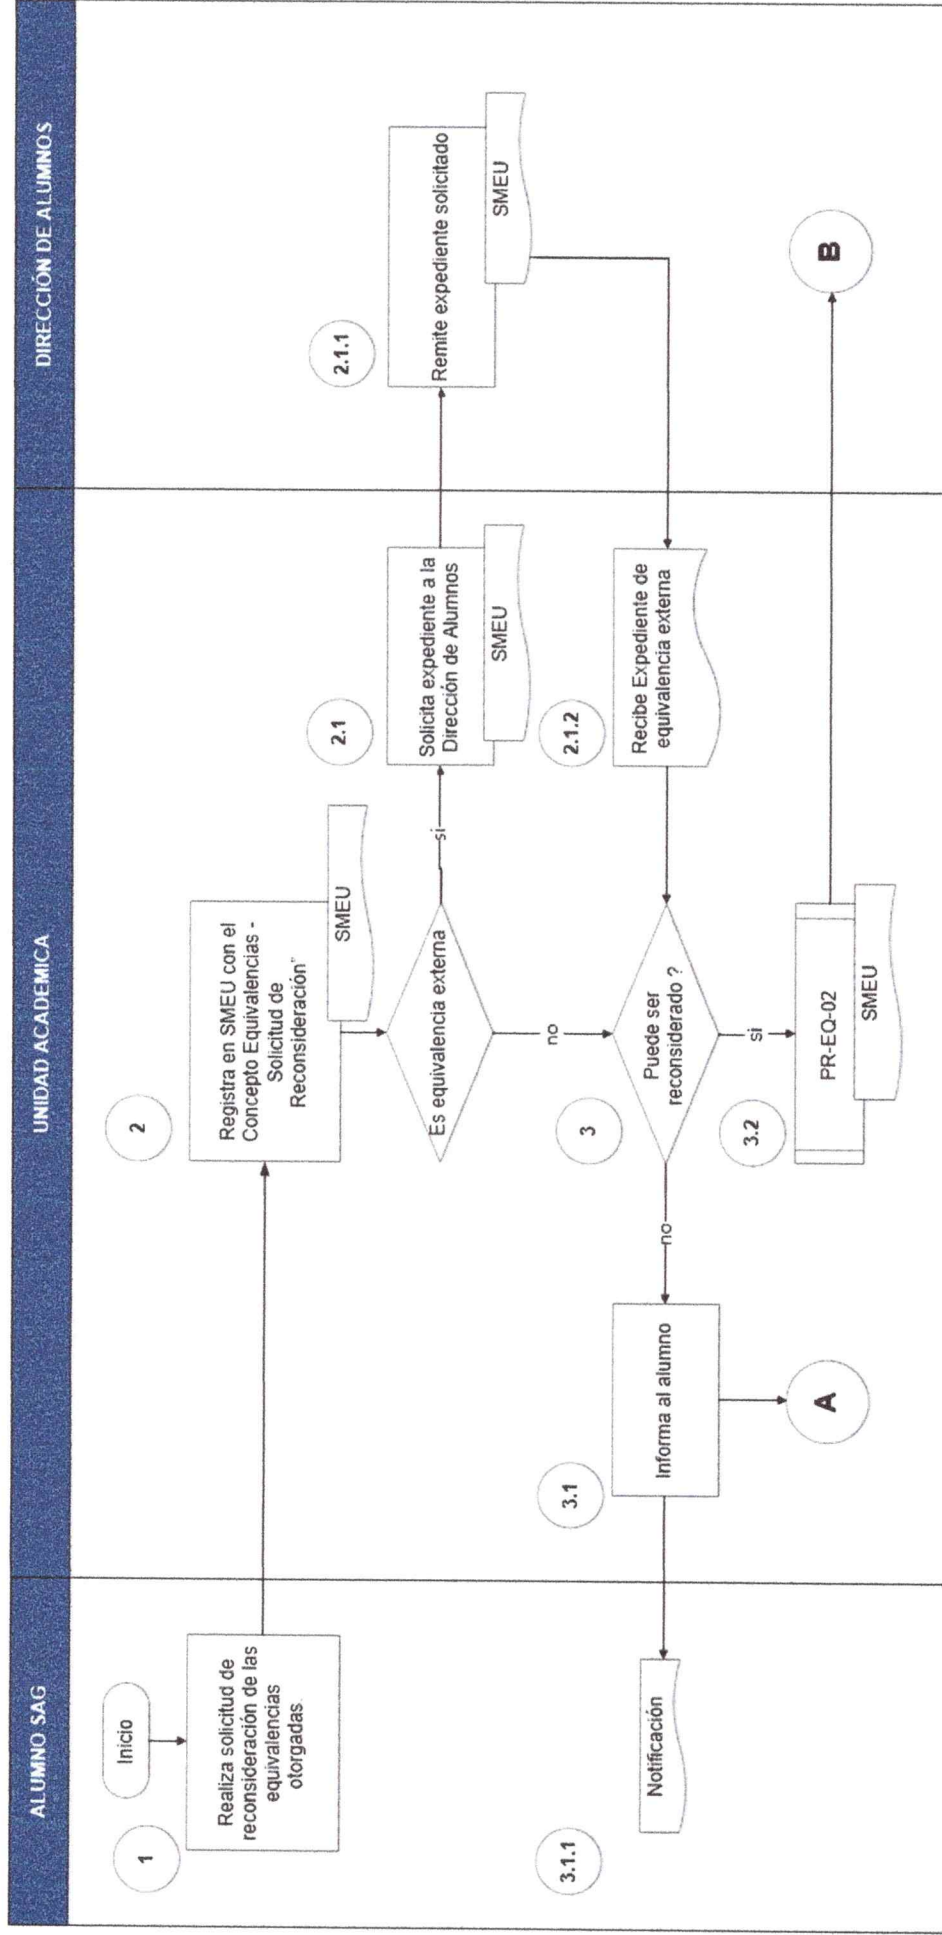 ALUMNO SAG
UNIDAD ACADEMICA
DIRECCIÓN DE ALUMNOS
Inicio
1
Realiza solicitud de
reconsideración de las
equivalencias
otorgadas.
2
Registra en SMEU con el
Concepto Equivalencias -
Solicitud de
Reconsideración”
SMEU
Es equivalencia externa
si
no
2.1
Solicita expediente a la
Dirección de Alumnos
SMEU
2.1.1
Remite expediente solicitado
SMEU
2.1.2
Recibe Expediente de
equivalencia externa
3
Puede ser
reconsiderado ?
no
si
3.1
Informa al alumno
3.1.1
Notificación
A
3.2
PR-EQ-02
SMEU
B